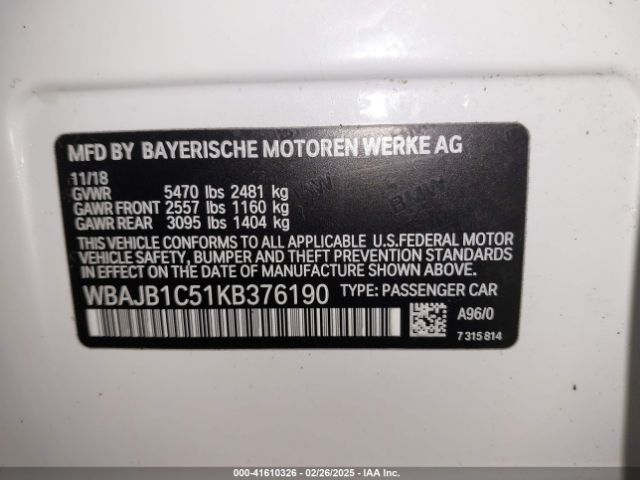 MFD BY BAYERISCHE MOTOREN WERKE AG
11/18
GVWR 5470 lbs 2481 kg
GAWR FRONT 2557 lbs 1160 kg
GAWR REAR 3095 lbs 1404 kg
THIS VEHICLE CONFORMS TO ALL APPLICABLE U.S.FEDERAL MOTOR
VEHICLE SAFETY, BUMPER AND THEFT PREVENTION STANDARDS
IN EFFECT ON THE DATE OF MANUFACTURE SHOWN ABOVE.
WBAJB1C51KB376190 TYPE: PASSENGER CAR
A96/0
7 315 814
000-41610326 - 02/26/2025 - IAA Inc.